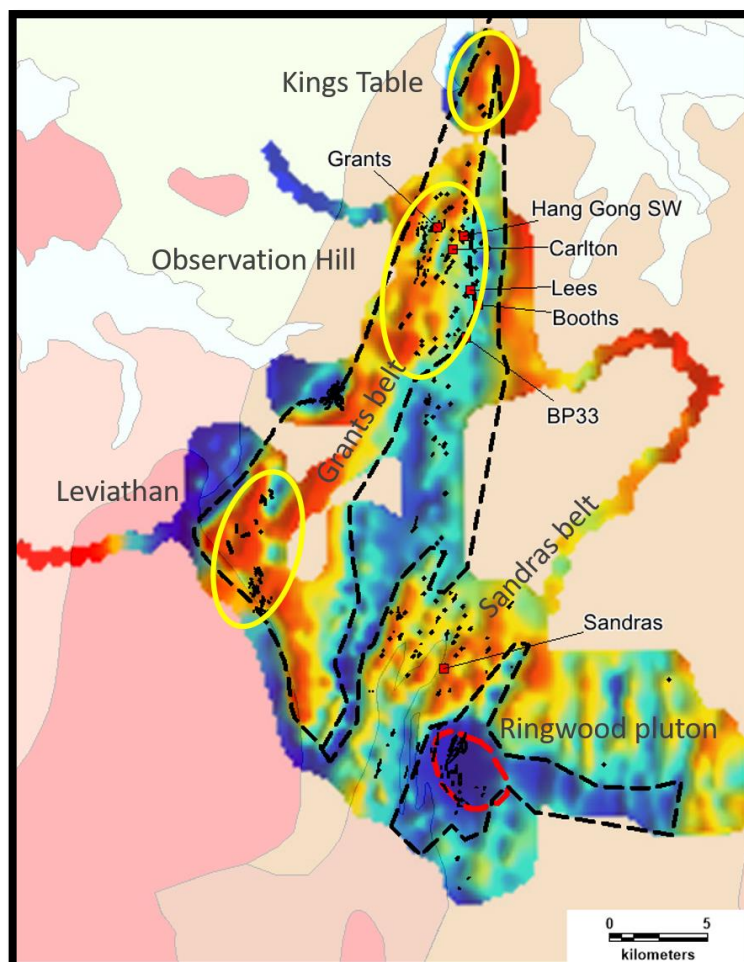 Kings Table
Grants
Hang Gong SW
Carlton
Observation Hill
Lees
Booths
BP33
Grants belt
Leviathan
Sandras belt
Sandras
Ringwood pluton
0 5
kilometers